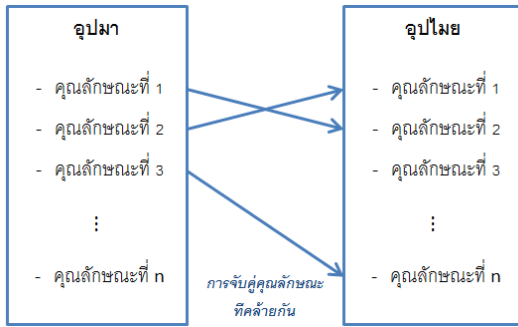 อุปมา
- คุณลักษณะที่ 1
- คุณลักษณะที่ 2
- คุณลักษณะที่ 3
⋮
- คุณลักษณะที่ n
อุปไมย
- คุณลักษณะที่ 1
- คุณลักษณะที่ 2
- คุณลักษณะที่ 3
⋮
- คุณลักษณะที่ n
การจับคู่คุณลักษณะ
ที่คล้ายกัน